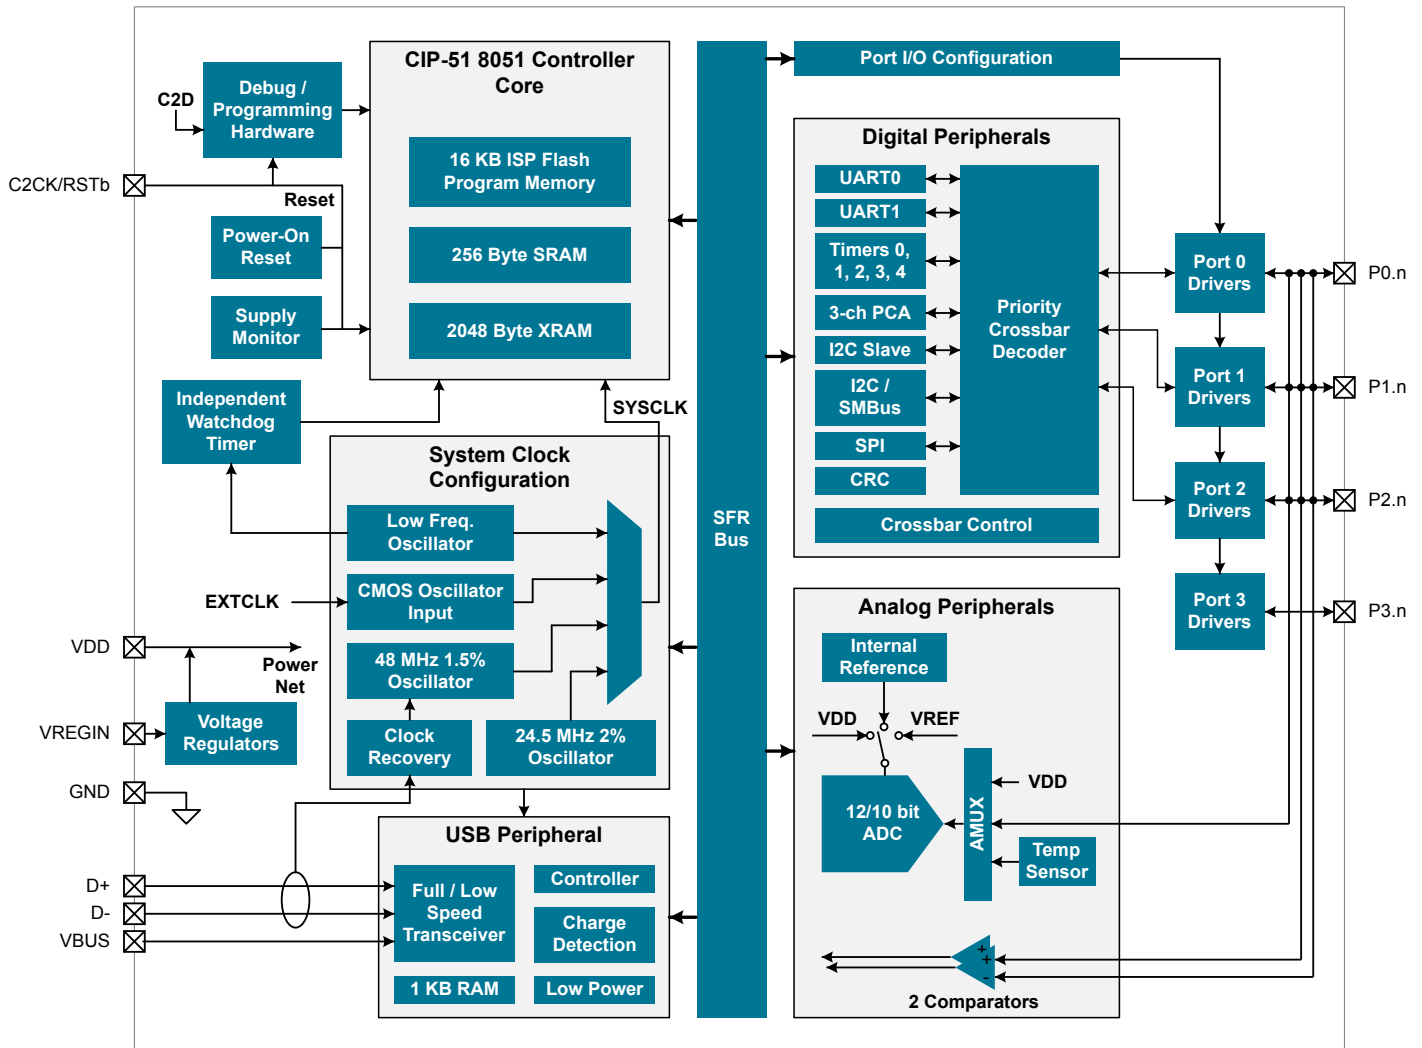 CIP-51 8051 Controller
Core
16 KB ISP Flash
Program Memory
256 Byte SRAM
2048 Byte XRAM
C2D
Debug /
Programming
Hardware
C2CK/RSTb
Reset
Power-On
Reset
Supply
Monitor
Independent
Watchdog
Timer
SYSCLK
System Clock
Configuration
Low Freq.
Oscillator
EXTCLK
CMOS Oscillator
Input
48 MHz 1.5%
Oscillator
Clock
Recovery
24.5 MHz 2%
Oscillator
VDD
Power
Net
VREGIN
Voltage
Regulators
GND
D+
D-
VBUS
USB Peripheral
Full / Low
Speed
Transceiver
Controller
Charge
Detection
1 KB RAM
Low Power
SFR
Bus
Port I/O Configuration
Digital Peripherals
UART0
UART1
Timers 0,
1, 2, 3, 4
3-ch PCA
I2C Slave
I2C /
SMBus
SPI
CRC
Priority
Crossbar
Decoder
Crossbar Control
Port 0
Drivers
P0.n
Port 1
Drivers
P1.n
Port 2
Drivers
P2.n
Port 3
Drivers
P3.n
Analog Peripherals
Internal
Reference
VDD
VREF
12/10 bit
ADC
AMUX
VDD
Temp
Sensor
+
+
-
2 Comparators